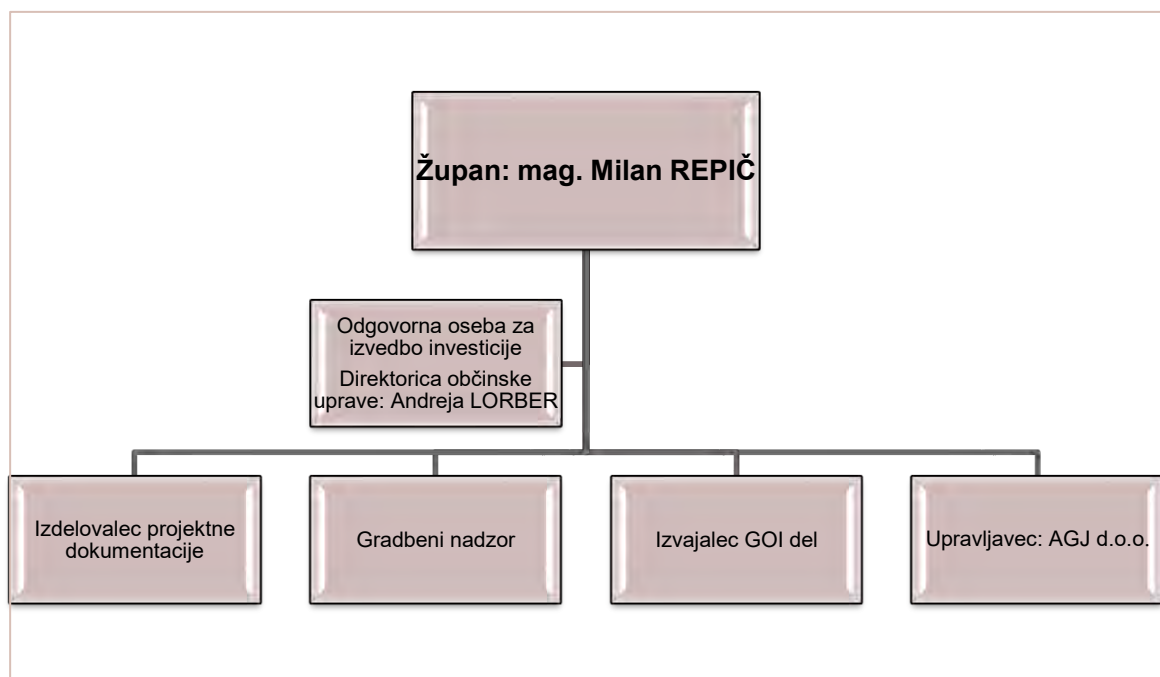 Župan: mag. Milan REPIČ
Odgovorna oseba za
izvedbo investicije
Direktorica občinske
uprave: Andreja LORBER
Izdelovalec projektne
dokumentacije
Gradbeni nadzor
Izvajalec GOI del
Upravljavec: AGJ d.o.o.